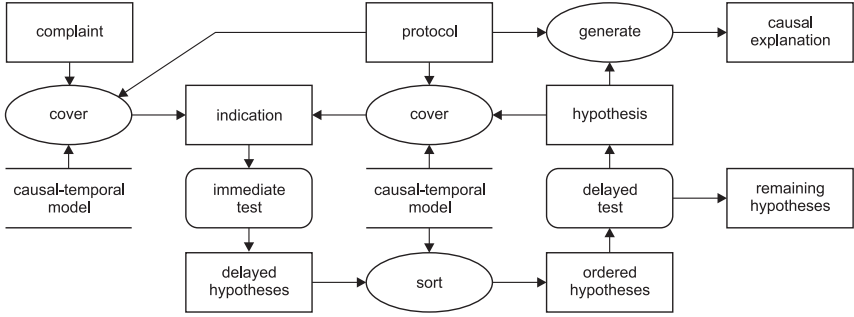 complaint
protocol
generate
causal
explanation
cover
indication
cover
hypothesis
causal-temporal
model
immediate
test
causal-temporal
model
delayed
test
remaining
hypotheses
delayed
hypotheses
sort
ordered
hypotheses